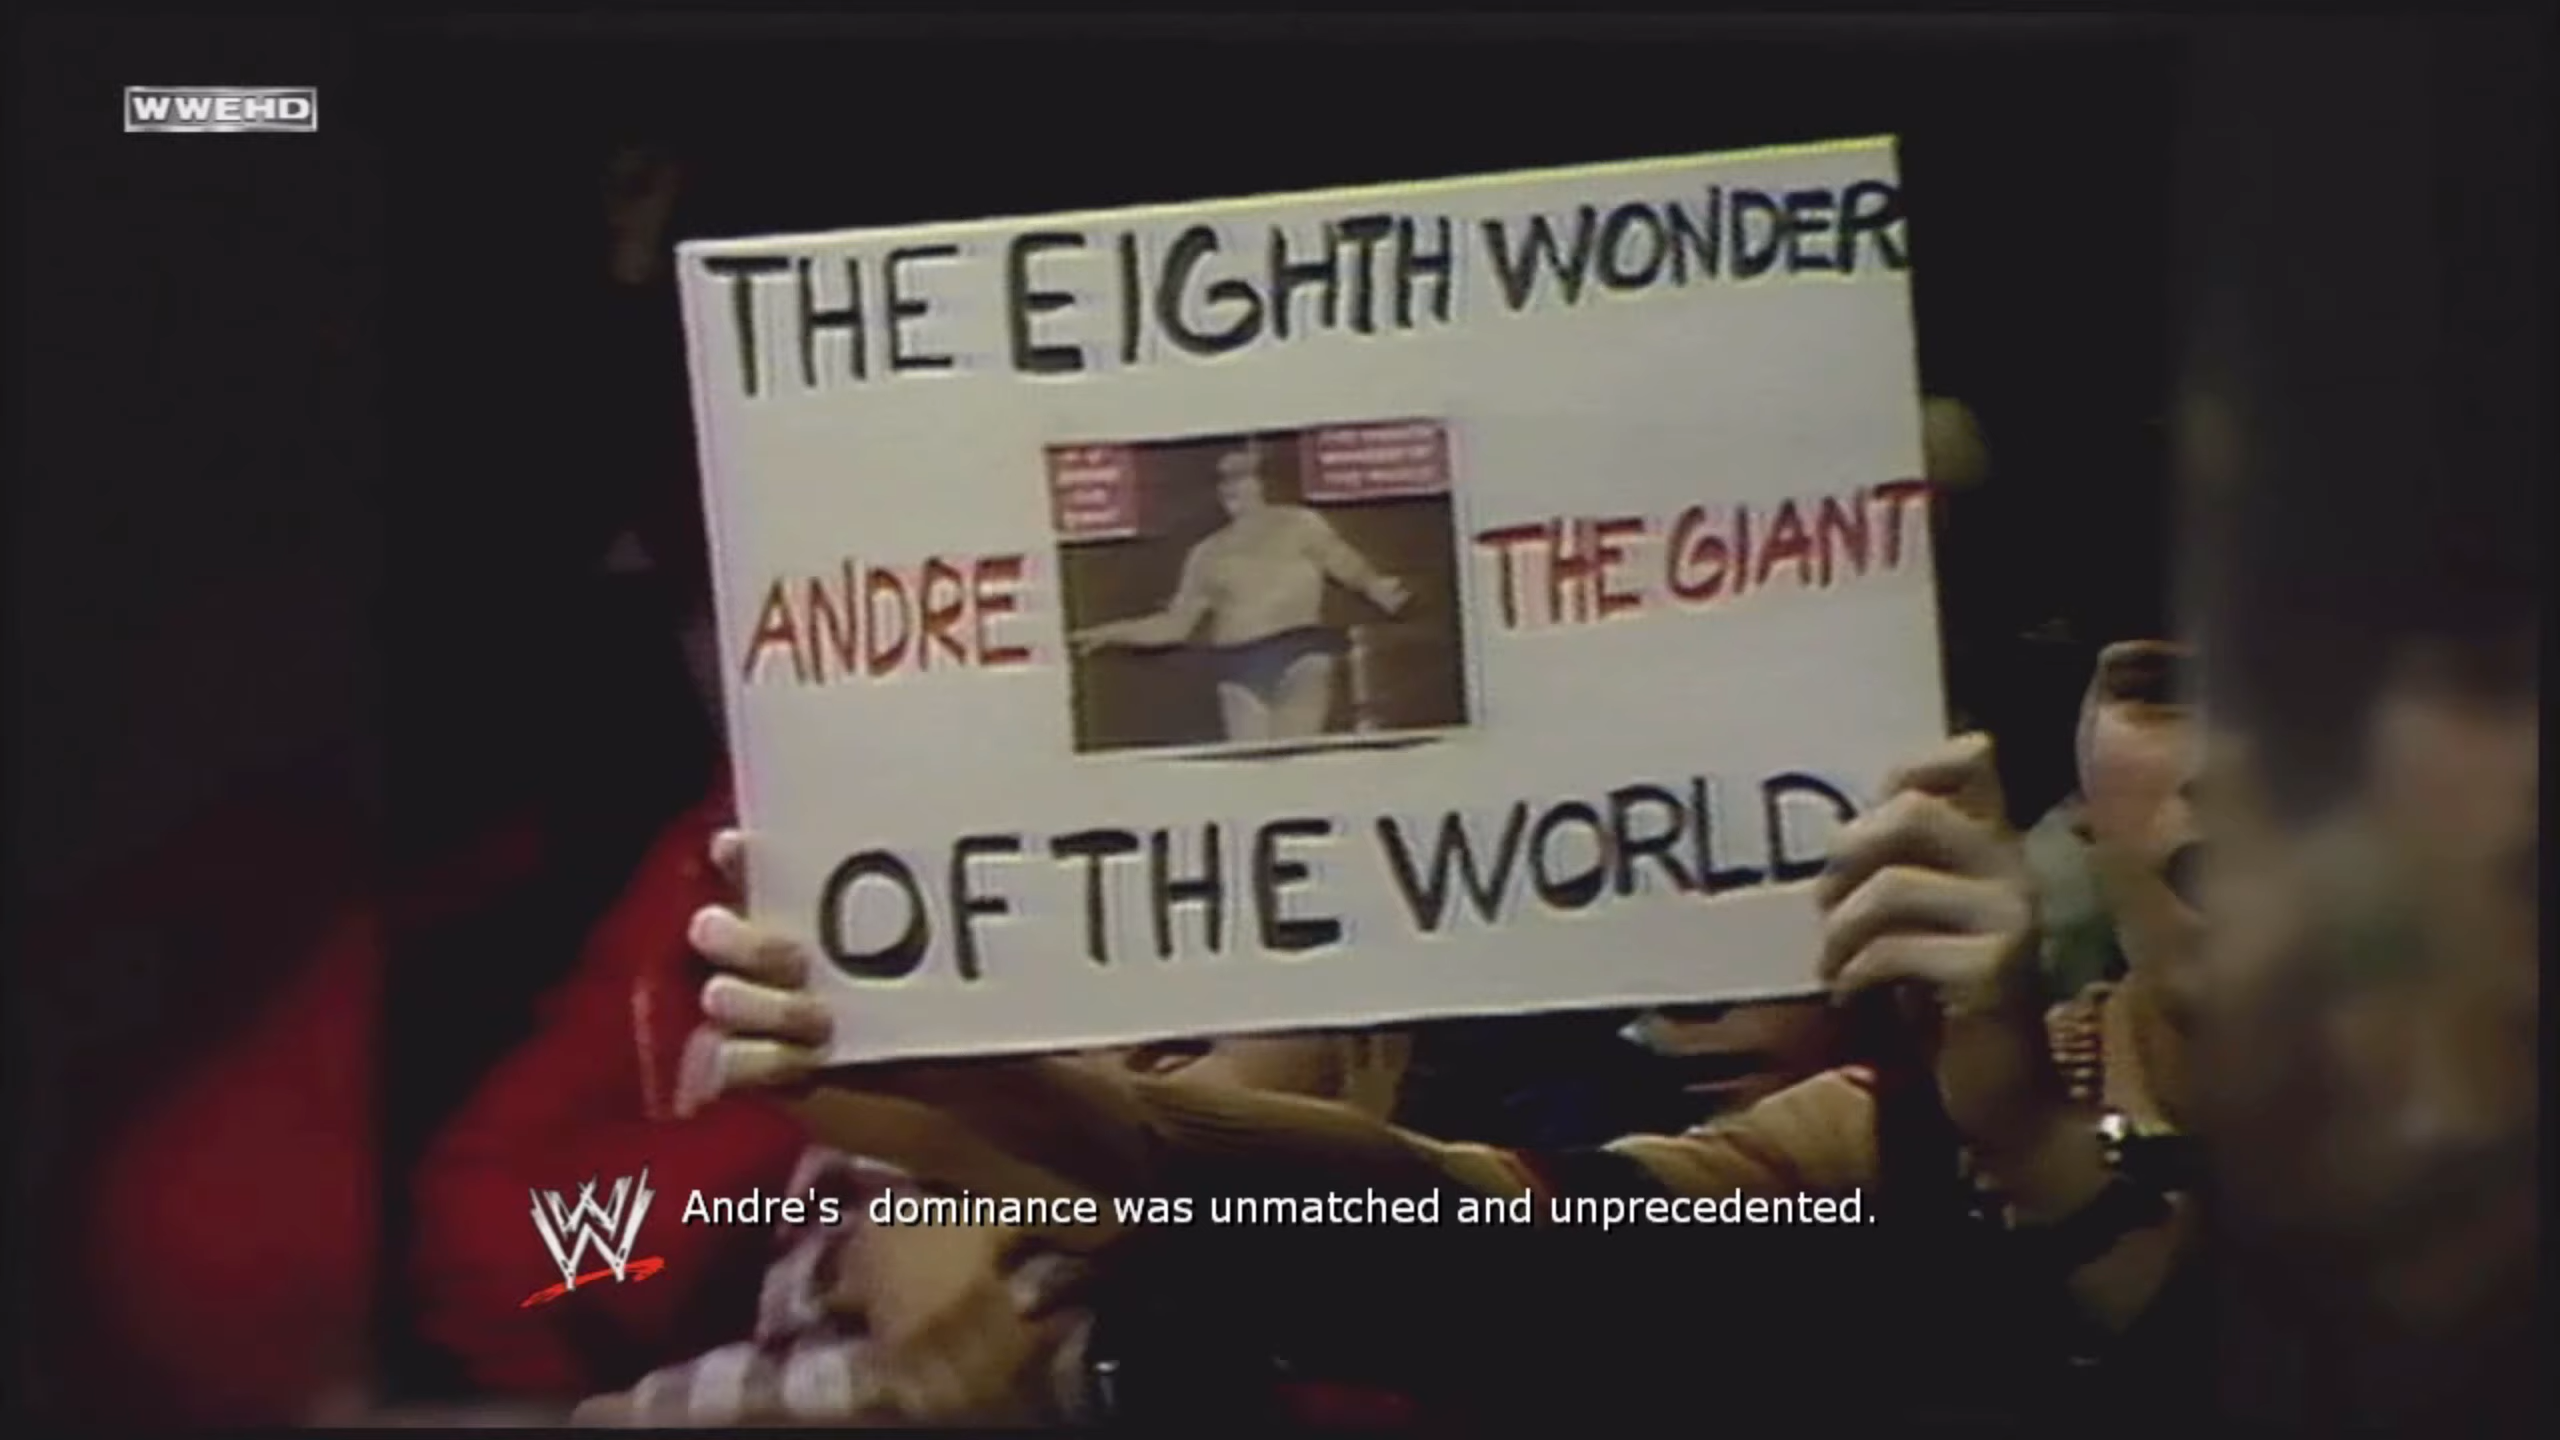 WWEHD
THE EIGHTH WONDER
ANDRE THE GIANT
OF THE WORLD
Andre's dominance was unmatched and unprecedented.